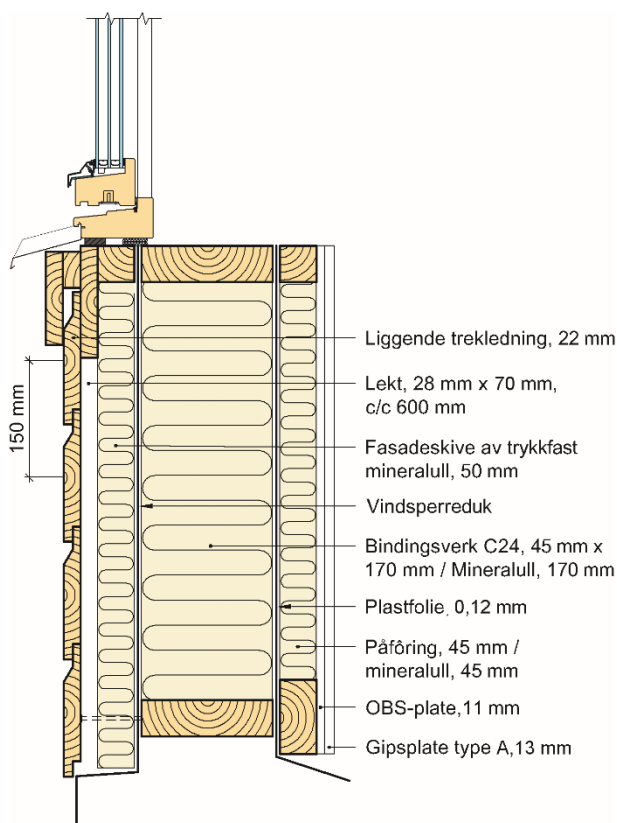 150 mm
Liggende trekledning, 22 mm
Lekt, 28 mm x 70 mm,
c/c 600 mm
Fasadeskive av trykkfast
mineralull, 50 mm
Vindsperreduk
Bindingsverk C24, 45 mm x
170 mm / Mineralull, 170 mm
Plastfolie, 0,12 mm
Påfôring, 45 mm /
mineralull, 45 mm
OBS-plate,11 mm
Gipsplate type A,13 mm